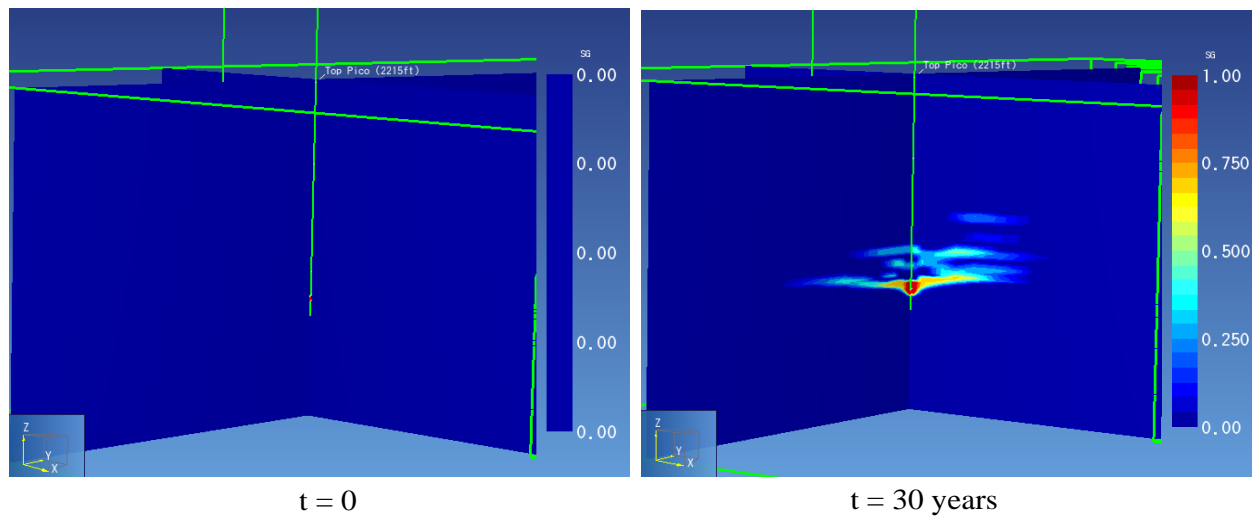 SG
Top Pico (2215ft)
0.00
0.00
0.00
0.00
0.00
Z
Y
X
SG
Top Pico (2215ft)
1.00
0.750
0.500
0.250
0.00
Z
Y
X
t = 0
t = 30 years